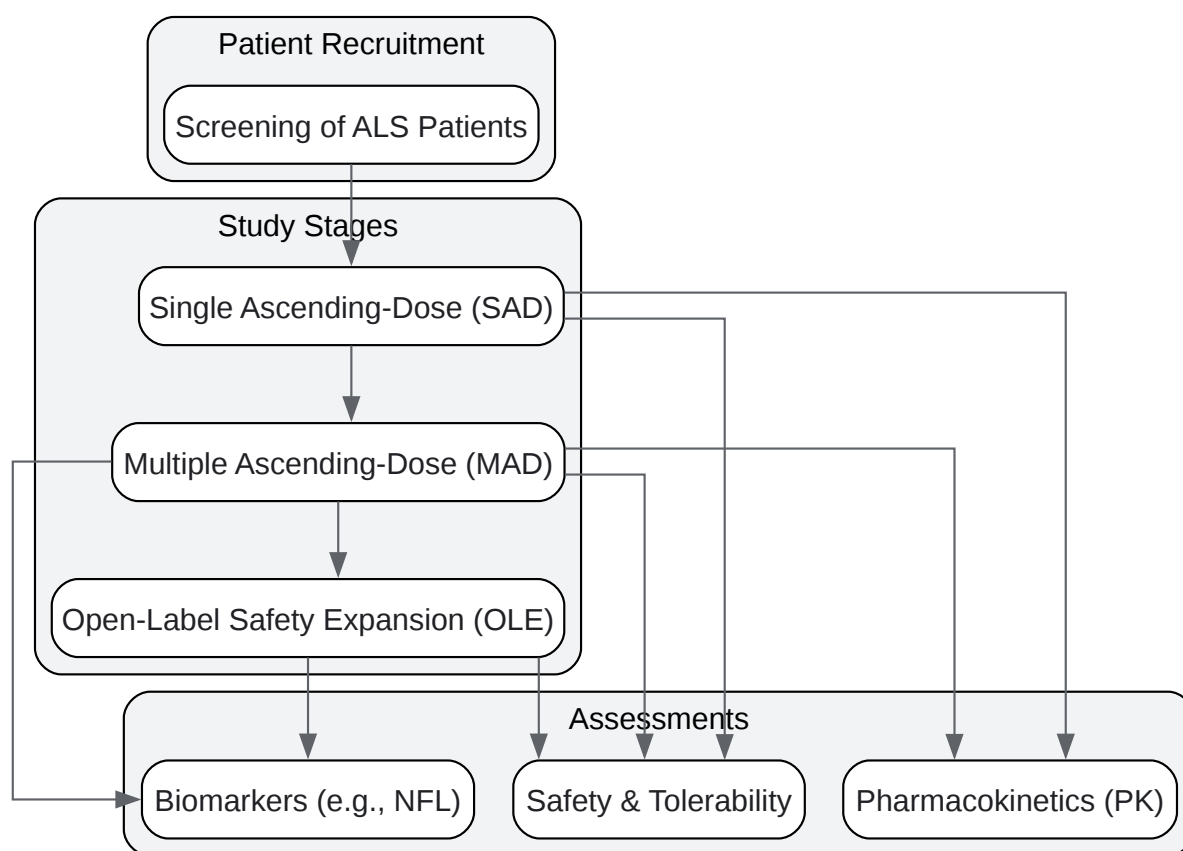 Patient Recruitment
Screening of ALS Patients
Study Stages
Single Ascending-Dose (SAD)
Multiple Ascending-Dose (MAD)
Open-Label Safety Expansion (OLE)
Assessments
Biomarkers (e.g., NFL)
Safety & Tolerability
Pharmacokinetics (PK)